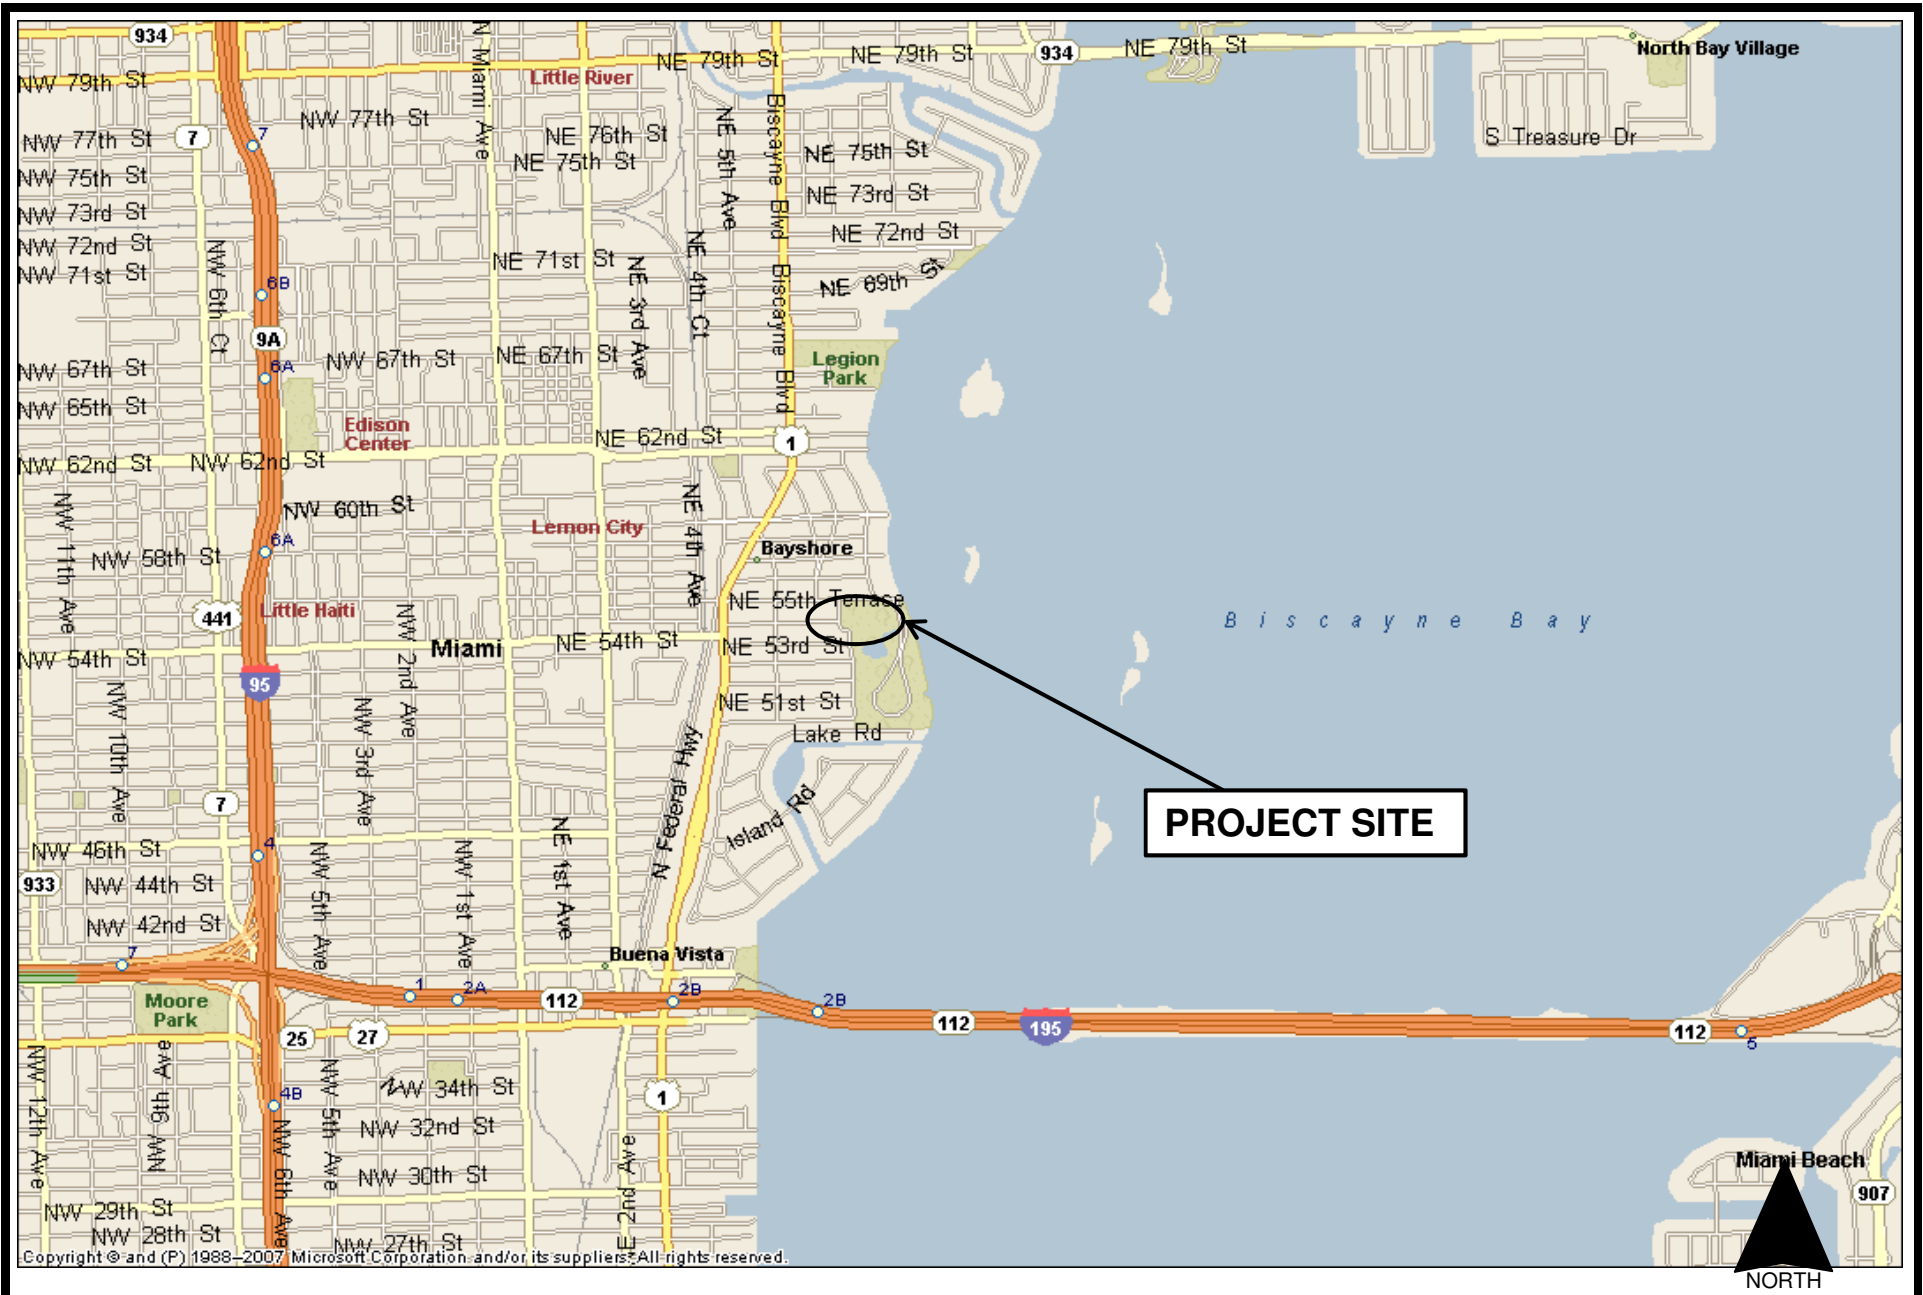 934
NE 79th St
NE 79th St
934
NE 79th St
North Bay Village
NW 79th St
Little River
N Miami Ave
Biscayne Blvd
NW 77th St
7
7
NW 77th St
NE 76th St
NE 5th Ave
NE 76th St
S Treasure Dr
NE 75th St
NW 75th St
NE 73rd St
NW 73rd St
NE 72nd St
NW 72nd St
NW 71st St
NE 71st St
NW 6th Ct
NE 3rd Ave
NE 4th Ct
Biscayne Blvd
NE 69th St
6B
9A
6A
NW 67th St
NW 67th St
NE 67th St
Legion
Park
NW 65th St
Edison
Center
NE 62nd St
1
NW 62nd St
NW 62nd St
NW 11th Ave
NW 60th St
Lemon City
NE 4th Ave
6A
NW 58th St
Bayshore
441
Little Haiti
NW 2nd Ave
NE 55th Terrace
Biscayne Bay
Miami
NE 54th St
NE 53rd St
NW 54th St
95
NW 10th Ave
NW 3rd Ave
NE 51st St
Lake Rd
N Federal Hwy
PROJECT SITE
7
Island Rd
NW 46th St
4
NW 5th Ave
NW 1st Ave
NE 1st Ave
933
NW 44th St
NW 42nd St
7
Buena Vista
1
2A
112
2B
2B
112
195
112
5
Moore
Park
25
27
NW 12th Ave
NW 9th Ave
NW 5th Ave
NW 34th St
4B
1
NW 32nd St
NW 6th Ave
NE 2nd Ave
NW 30th St
Miami Beach
907
NW 29th St
NW 28th St
NW 27th St
Copyright © and (P) 1988–2007 Microsoft Corporation and/or its suppliers. All rights reserved.
NORTH